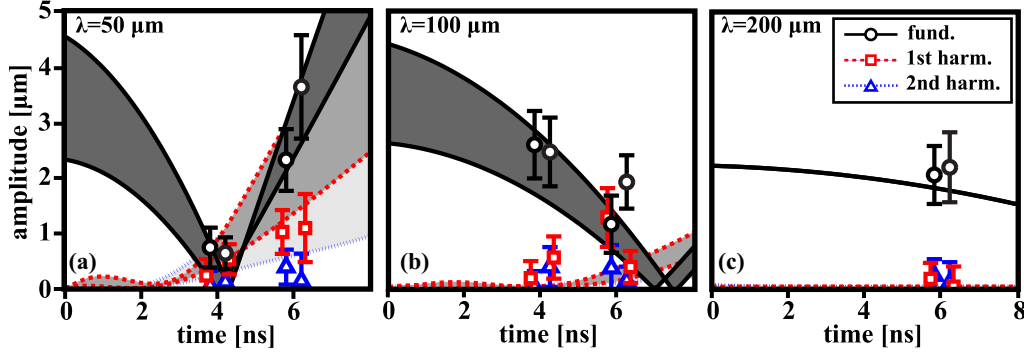 λ=50 μm
λ=100 μm
λ=200 μm
fund.
1st harm.
2nd harm.
amplitude [μm]
5
4
3
2
1
0
(a)
(b)
(c)
0 2 4 6
0 2 4 6
0 2 4 6 8
time [ns]
time [ns]
time [ns]